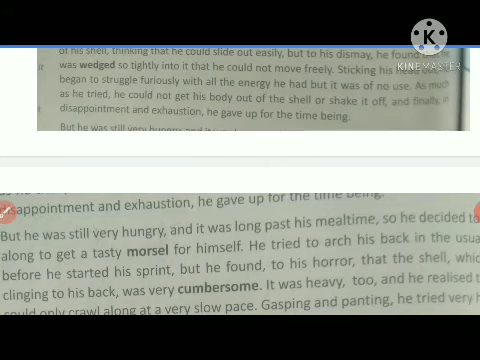 of his shell, thinking that he could slide out easily, but to his dismay, he found
KINEMASTER
was wedged so tightly into it that he could not move freely. Sticking his head
began to struggle furiously with all the energy he had but it was of no use. As much
as he tried, he could not get his body out of the shell or shake it off, and finally, in
disappointment and exhaustion, he gave up for the time being.
But he was still very hungry, and it was long past
disappointment and exhaustion, he gave up for the time being.
But he was still very hungry, and it was long past his mealtime, so he decided to
along to get a tasty morsel for himself. He tried to arch his back in the usua
before he started his sprint, but he found, to his horror, that the shell, whic
clinging to his back, was very cumbersome. It was heavy, too, and he realised t
could only crawl along at a very slow pace. Gasping and panting, he tried very h